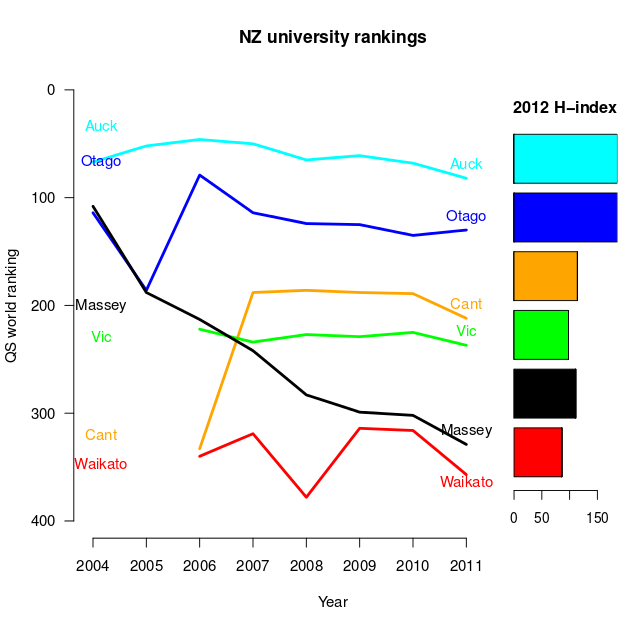 NZ university rankings
2012 H-index
QS world ranking
0
100
200
300
400
Auck
Otago
Massey
Vic
Cant
Waikato
Auck
Otago
Cant
Vic
Massey
Waikato
2004 2005 2006 2007 2008 2009 2010 2011
Year
0 50 150